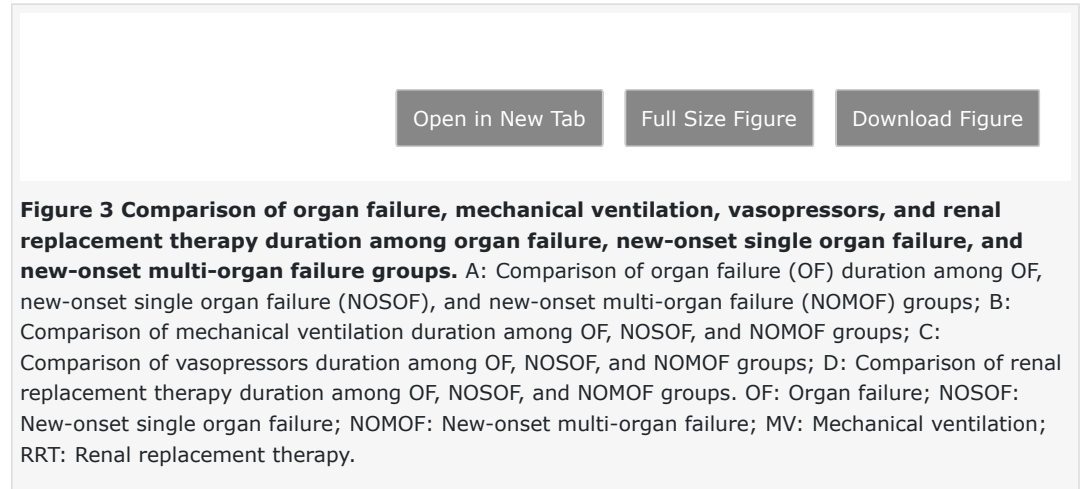 Open in New Tab Full Size Figure Download Figure
Figure 3 Comparison of organ failure, mechanical ventilation, vasopressors, and renal
replacement therapy duration among organ failure, new-onset single organ failure, and
new-onset multi-organ failure groups. A: Comparison of organ failure (OF) duration among OF,
new-onset single organ failure (NOSOF), and new-onset multi-organ failure (NOMOF) groups; B:
Comparison of mechanical ventilation duration among OF, NOSOF, and NOMOF groups; C:
Comparison of vasopressors duration among OF, NOSOF, and NOMOF groups; D: Comparison of renal
replacement therapy duration among OF, NOSOF, and NOMOF groups. OF: Organ failure; NOSOF:
New-onset single organ failure; NOMOF: New-onset multi-organ failure; MV: Mechanical ventilation;
RRT: Renal replacement therapy.